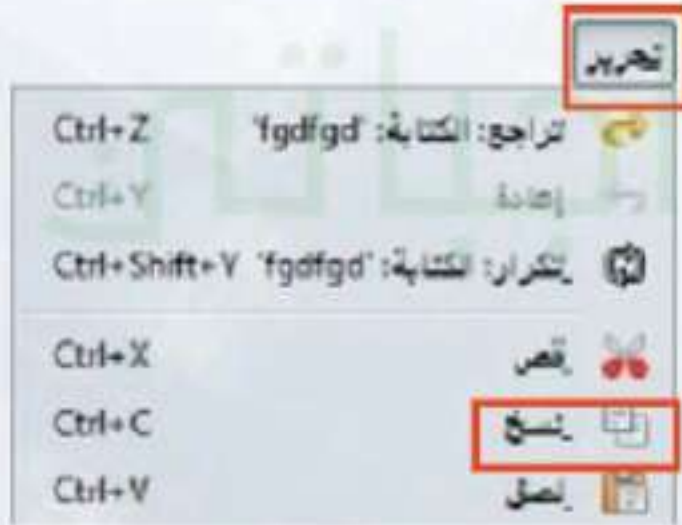 تحرير
تراجع: الكتابة: 'fgdfgd' Ctrl+Z
إعادة Ctrl+Y
تكرار: الكتابة: 'fgdfgd' Ctrl+Shift+Y
قص Ctrl+X
نسخ Ctrl+C
لصق Ctrl+V